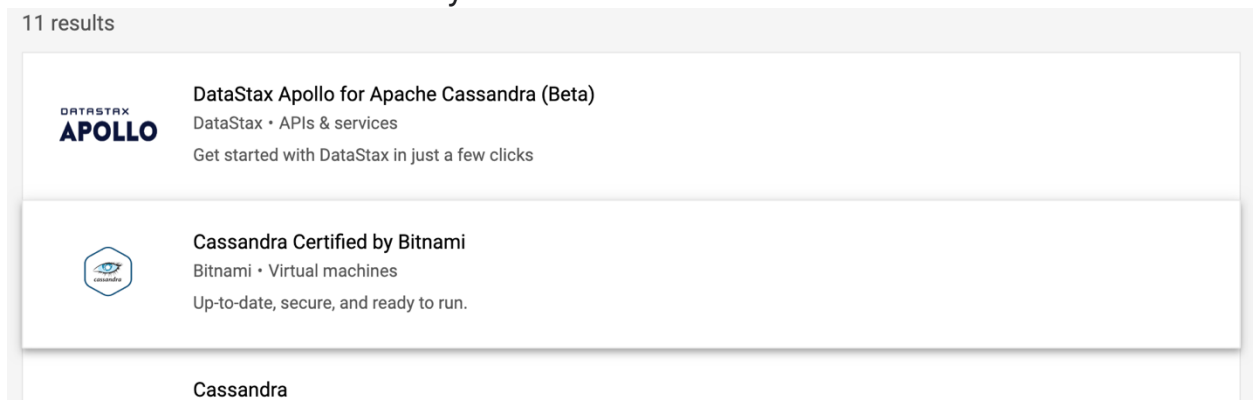 11 results
DATASTAX
APOLLO
DataStax Apollo for Apache Cassandra (Beta)
DataStax • APIs & services
Get started with DataStax in just a few clicks
cassandra
Cassandra Certified by Bitnami
Bitnami • Virtual machines
Up-to-date, secure, and ready to run.
Cassandra